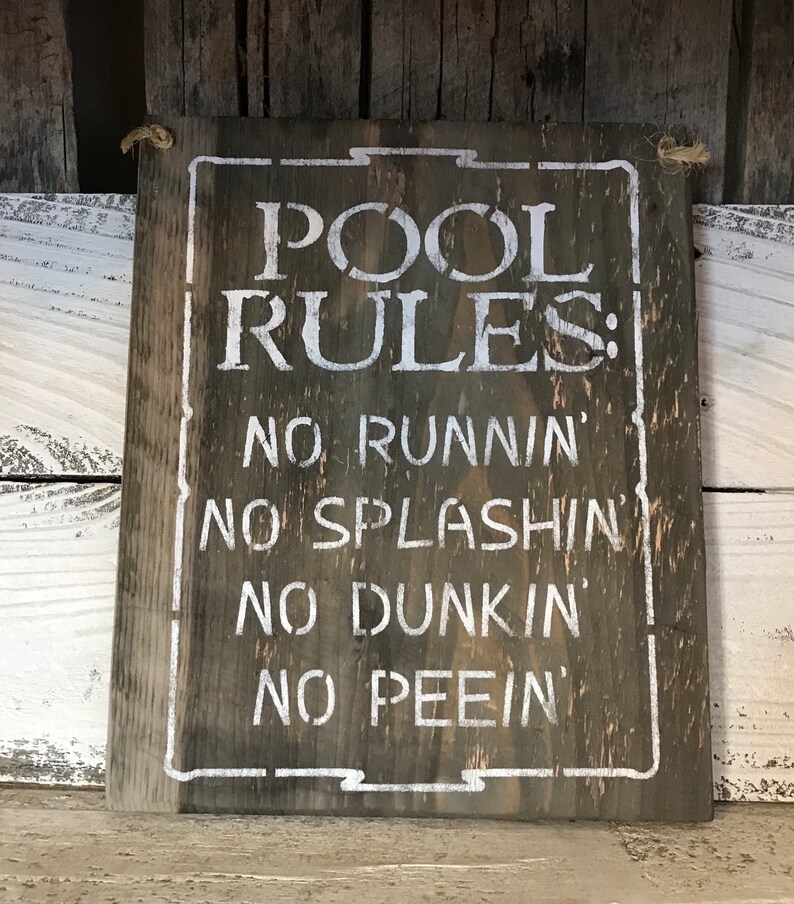 POOL
RULES:
NO RUNNIN'
NO SPLASHIN'
NO DUNKIN'
NO PEEIN'